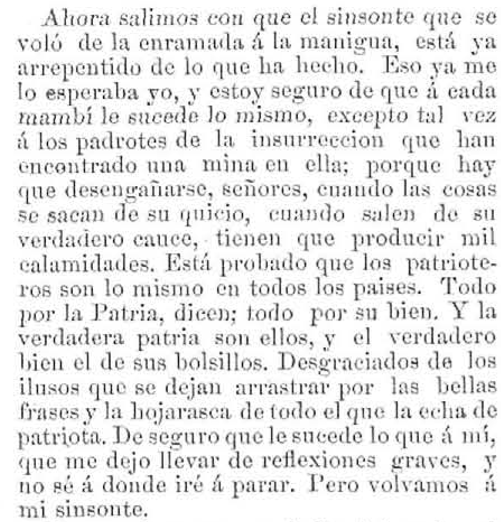 Ahora salimos con que el sinsonte que se
voló de la enramada á la manigua, está ya
arrepentido de lo que ha hecho. Eso ya me
lo esperaba yo, y estoy seguro de que á cada
mambí le sucede lo mismo, excepto tal vez
á los padrotes de la insurreccion que han
encontrado una mina en ella; porque hay
que desengañarse, señores, cuando las cosas
se sacan de su quicio, cuando salen de su
verdadero cauce, tienen que producir mil
calamidades. Está probado que los patriote-
ros son lo mismo en todos los paises. Todo
por la Patria, dicen; todo por su bien. Y la
verdadera patria son ellos, y el verdadero
bien el de sus bolsillos. Desgraciados de los
ilusos que se dejan arrastrar por las bellas
frases y la hojarasca de todo el que la echa de
patriota. De seguro que le sucede lo que á mí,
que me dejo llevar de reflexiones graves, y
no sé á donde iré á parar. Pero volvamos á
mi sinsonte.